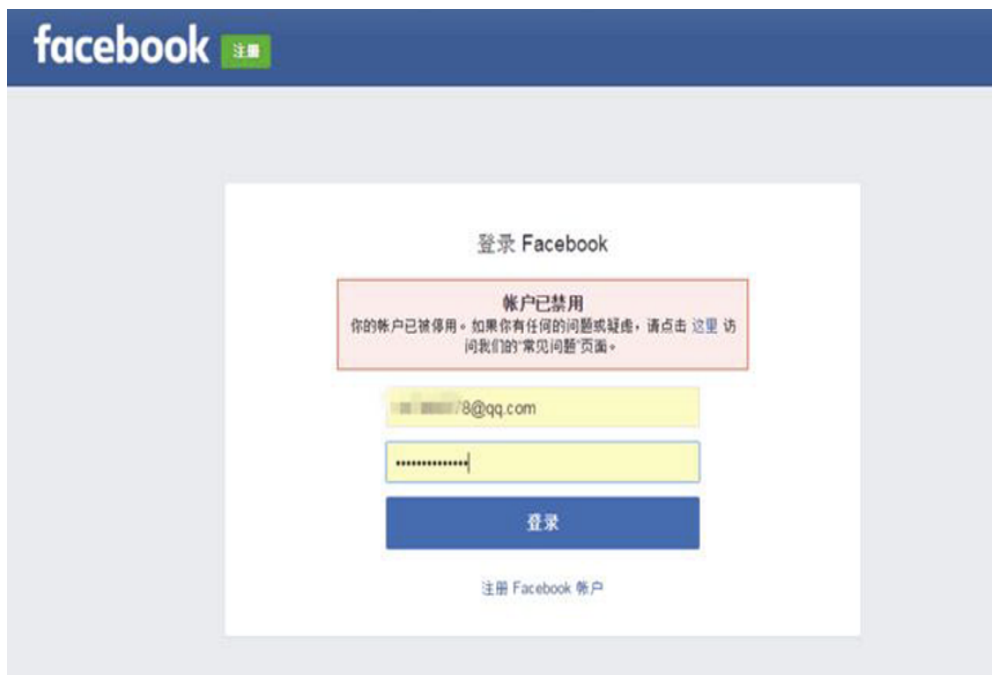 facebook 注册
登录 Facebook
帐户已禁用
你的帐户已被停用。如果你有任何的问题或疑虑，请点击 这里 访
问我们的“常见问题”页面。
78@qq.com
••••••••••••••
登录
注册 Facebook 帐户